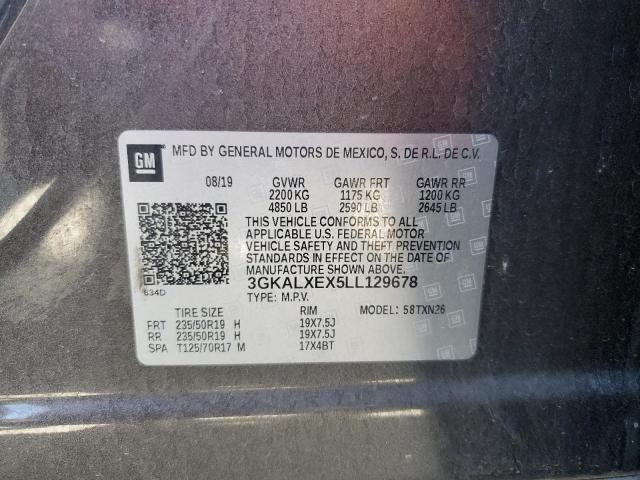 GM MFD BY GENERAL MOTORS DE MEXICO, S. DE R.L. DE C.V.
08/19 GVWR GAWR FRT GAWR RR
2200 KG 1175 KG 1200 KG
4850 LB 2590 LB 2645 LB
THIS VEHICLE CONFORMS TO ALL
APPLICABLE U.S. FEDERAL MOTOR
VEHICLE SAFETY AND THEFT PREVENTION
STANDARDS IN EFFECT ON THE DATE OF
MANUFACTURE SHOWN ABOVE.
634D 3GKALXEX5LL129678
TYPE: M.P.V. MODEL: 58TXN26
TIRE SIZE RIM
FRT 235/50R19 H 19X7.5J
RR 235/50R19 H 19X7.5J
SPA T125/70R17 M 17X4BT